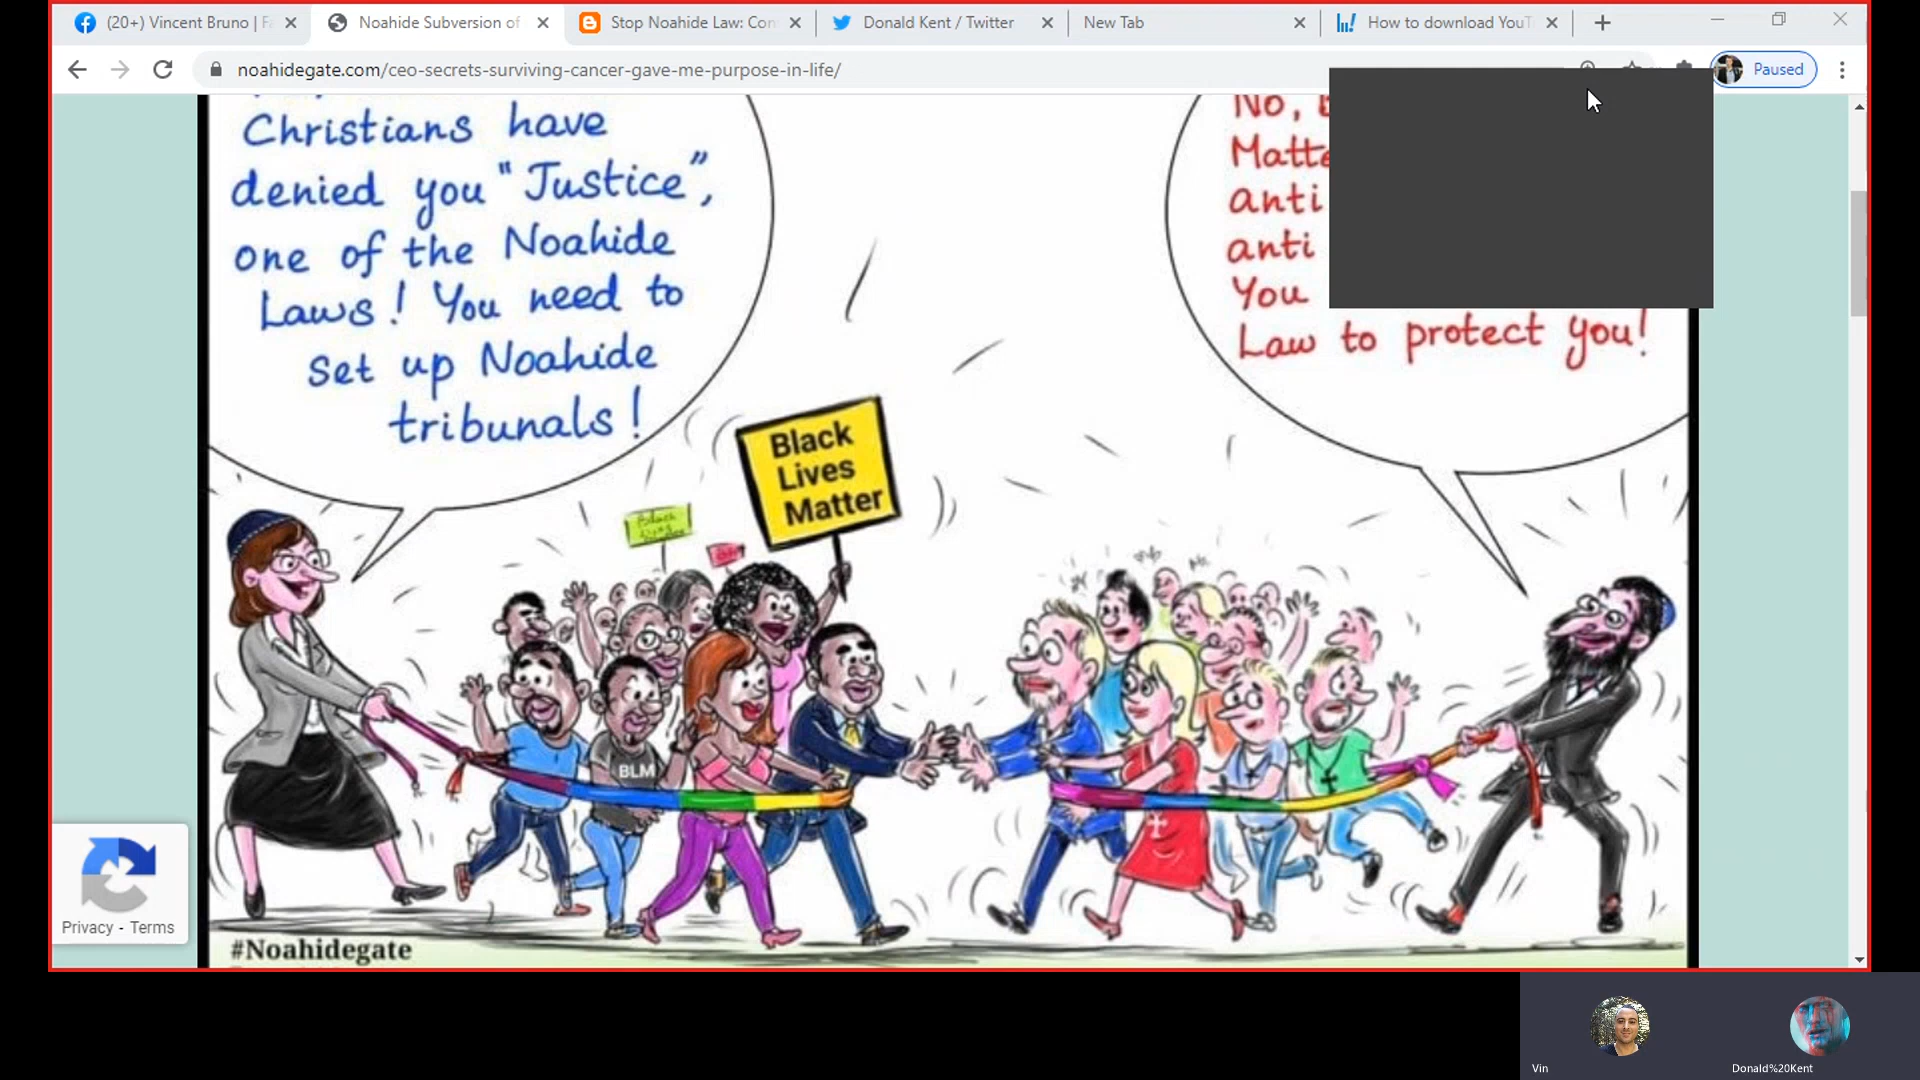 (20+) Vincent Bruno | F
Noahide Subversion of
Stop Noahide Law: Con
Donald Kent / Twitter
New Tab
How to download YouT
noahidegate.com/ceo-secrets-surviving-cancer-gave-me-purpose-in-life/
Paused
Christians have
denied you "Justice",
one of the Noahide
Laws! You need to
set up Noahide
tribunals!
No,
Matte
anti
anti
You
Law to protect you!
Black
Lives
Matter
Black
BLM
Privacy - Terms
#Noahidegate
Vin
Donald%20Kent